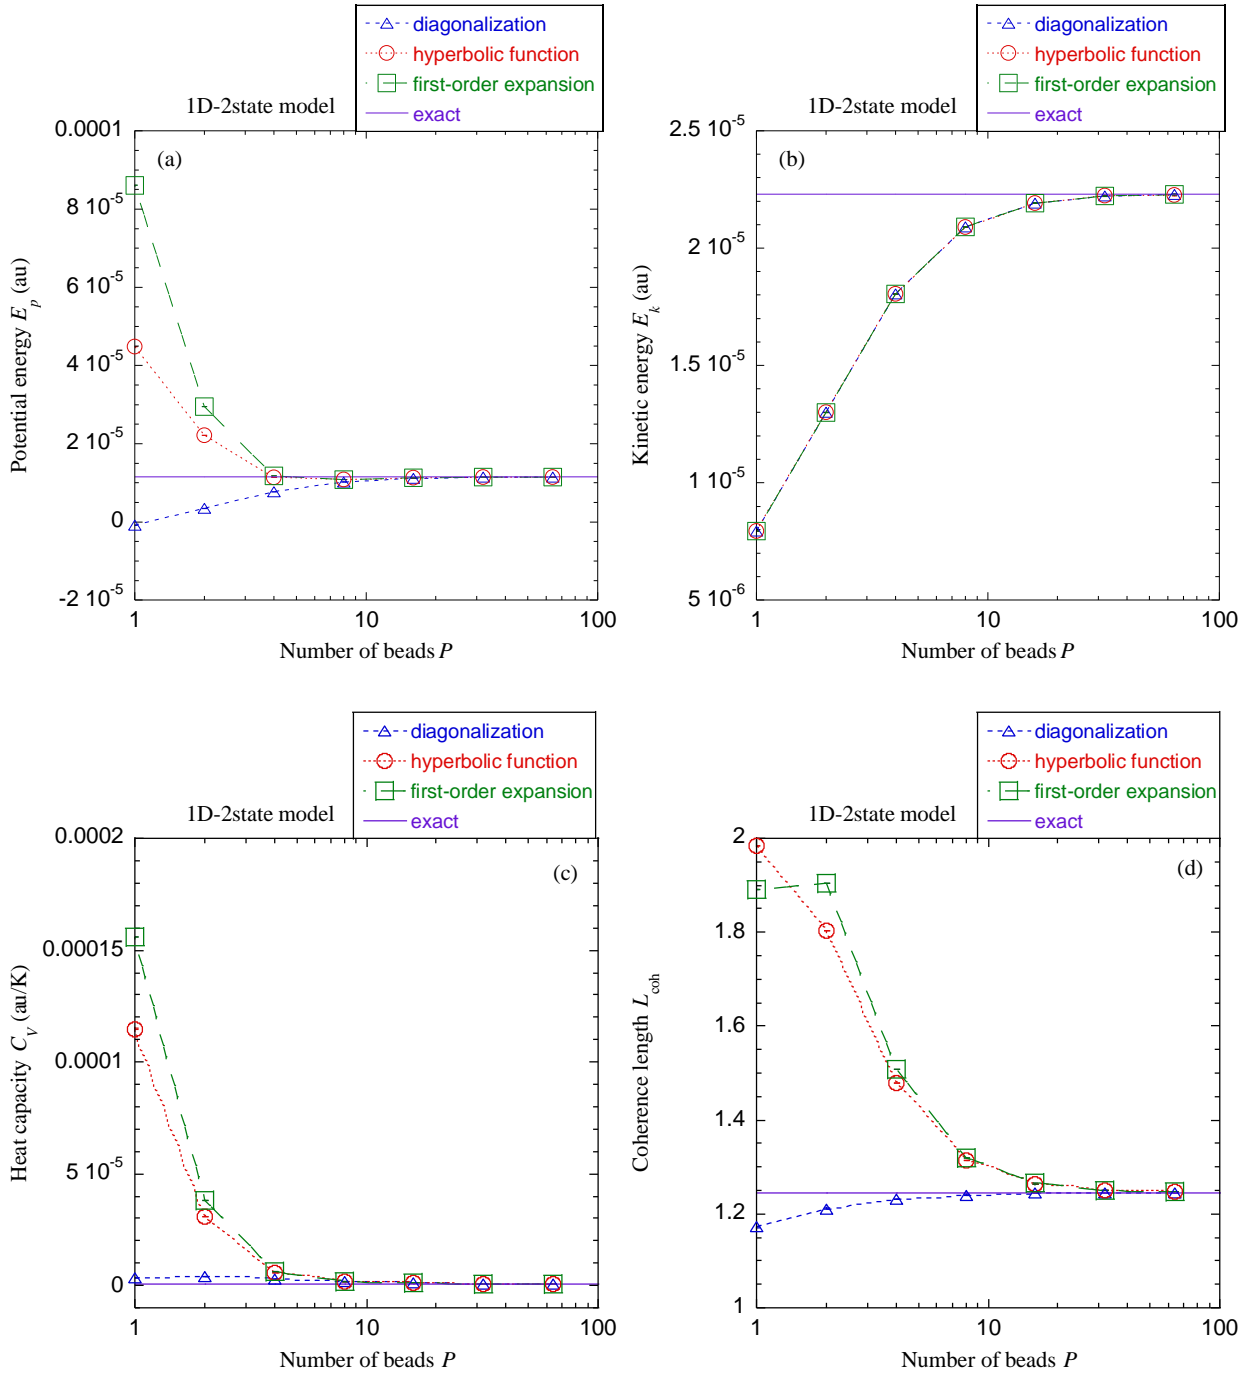 diagonalization
hyperbolic function
first-order expansion
exact
1D-2state model
(a)
0.0001
8 10⁻⁵
6 10⁻⁵
4 10⁻⁵
2 10⁻⁵
0
-2 10⁻⁵
Potential energy E_p (au)
1 10 100
Number of beads P
diagonalization
hyperbolic function
first-order expansion
exact
1D-2state model
(b)
2.5 10⁻⁵
2 10⁻⁵
1.5 10⁻⁵
1 10⁻⁵
5 10⁻⁶
Kinetic energy E_k (au)
1 10 100
Number of beads P
diagonalization
hyperbolic function
first-order expansion
exact
1D-2state model
(c)
0.0002
0.00015
0.0001
5 10⁻⁵
0
Heat capacity C_V (au/K)
1 10 100
Number of beads P
diagonalization
hyperbolic function
first-order expansion
exact
1D-2state model
(d)
2
1.8
1.6
1.4
1.2
1
Coherence length L_coh
1 10 100
Number of beads P